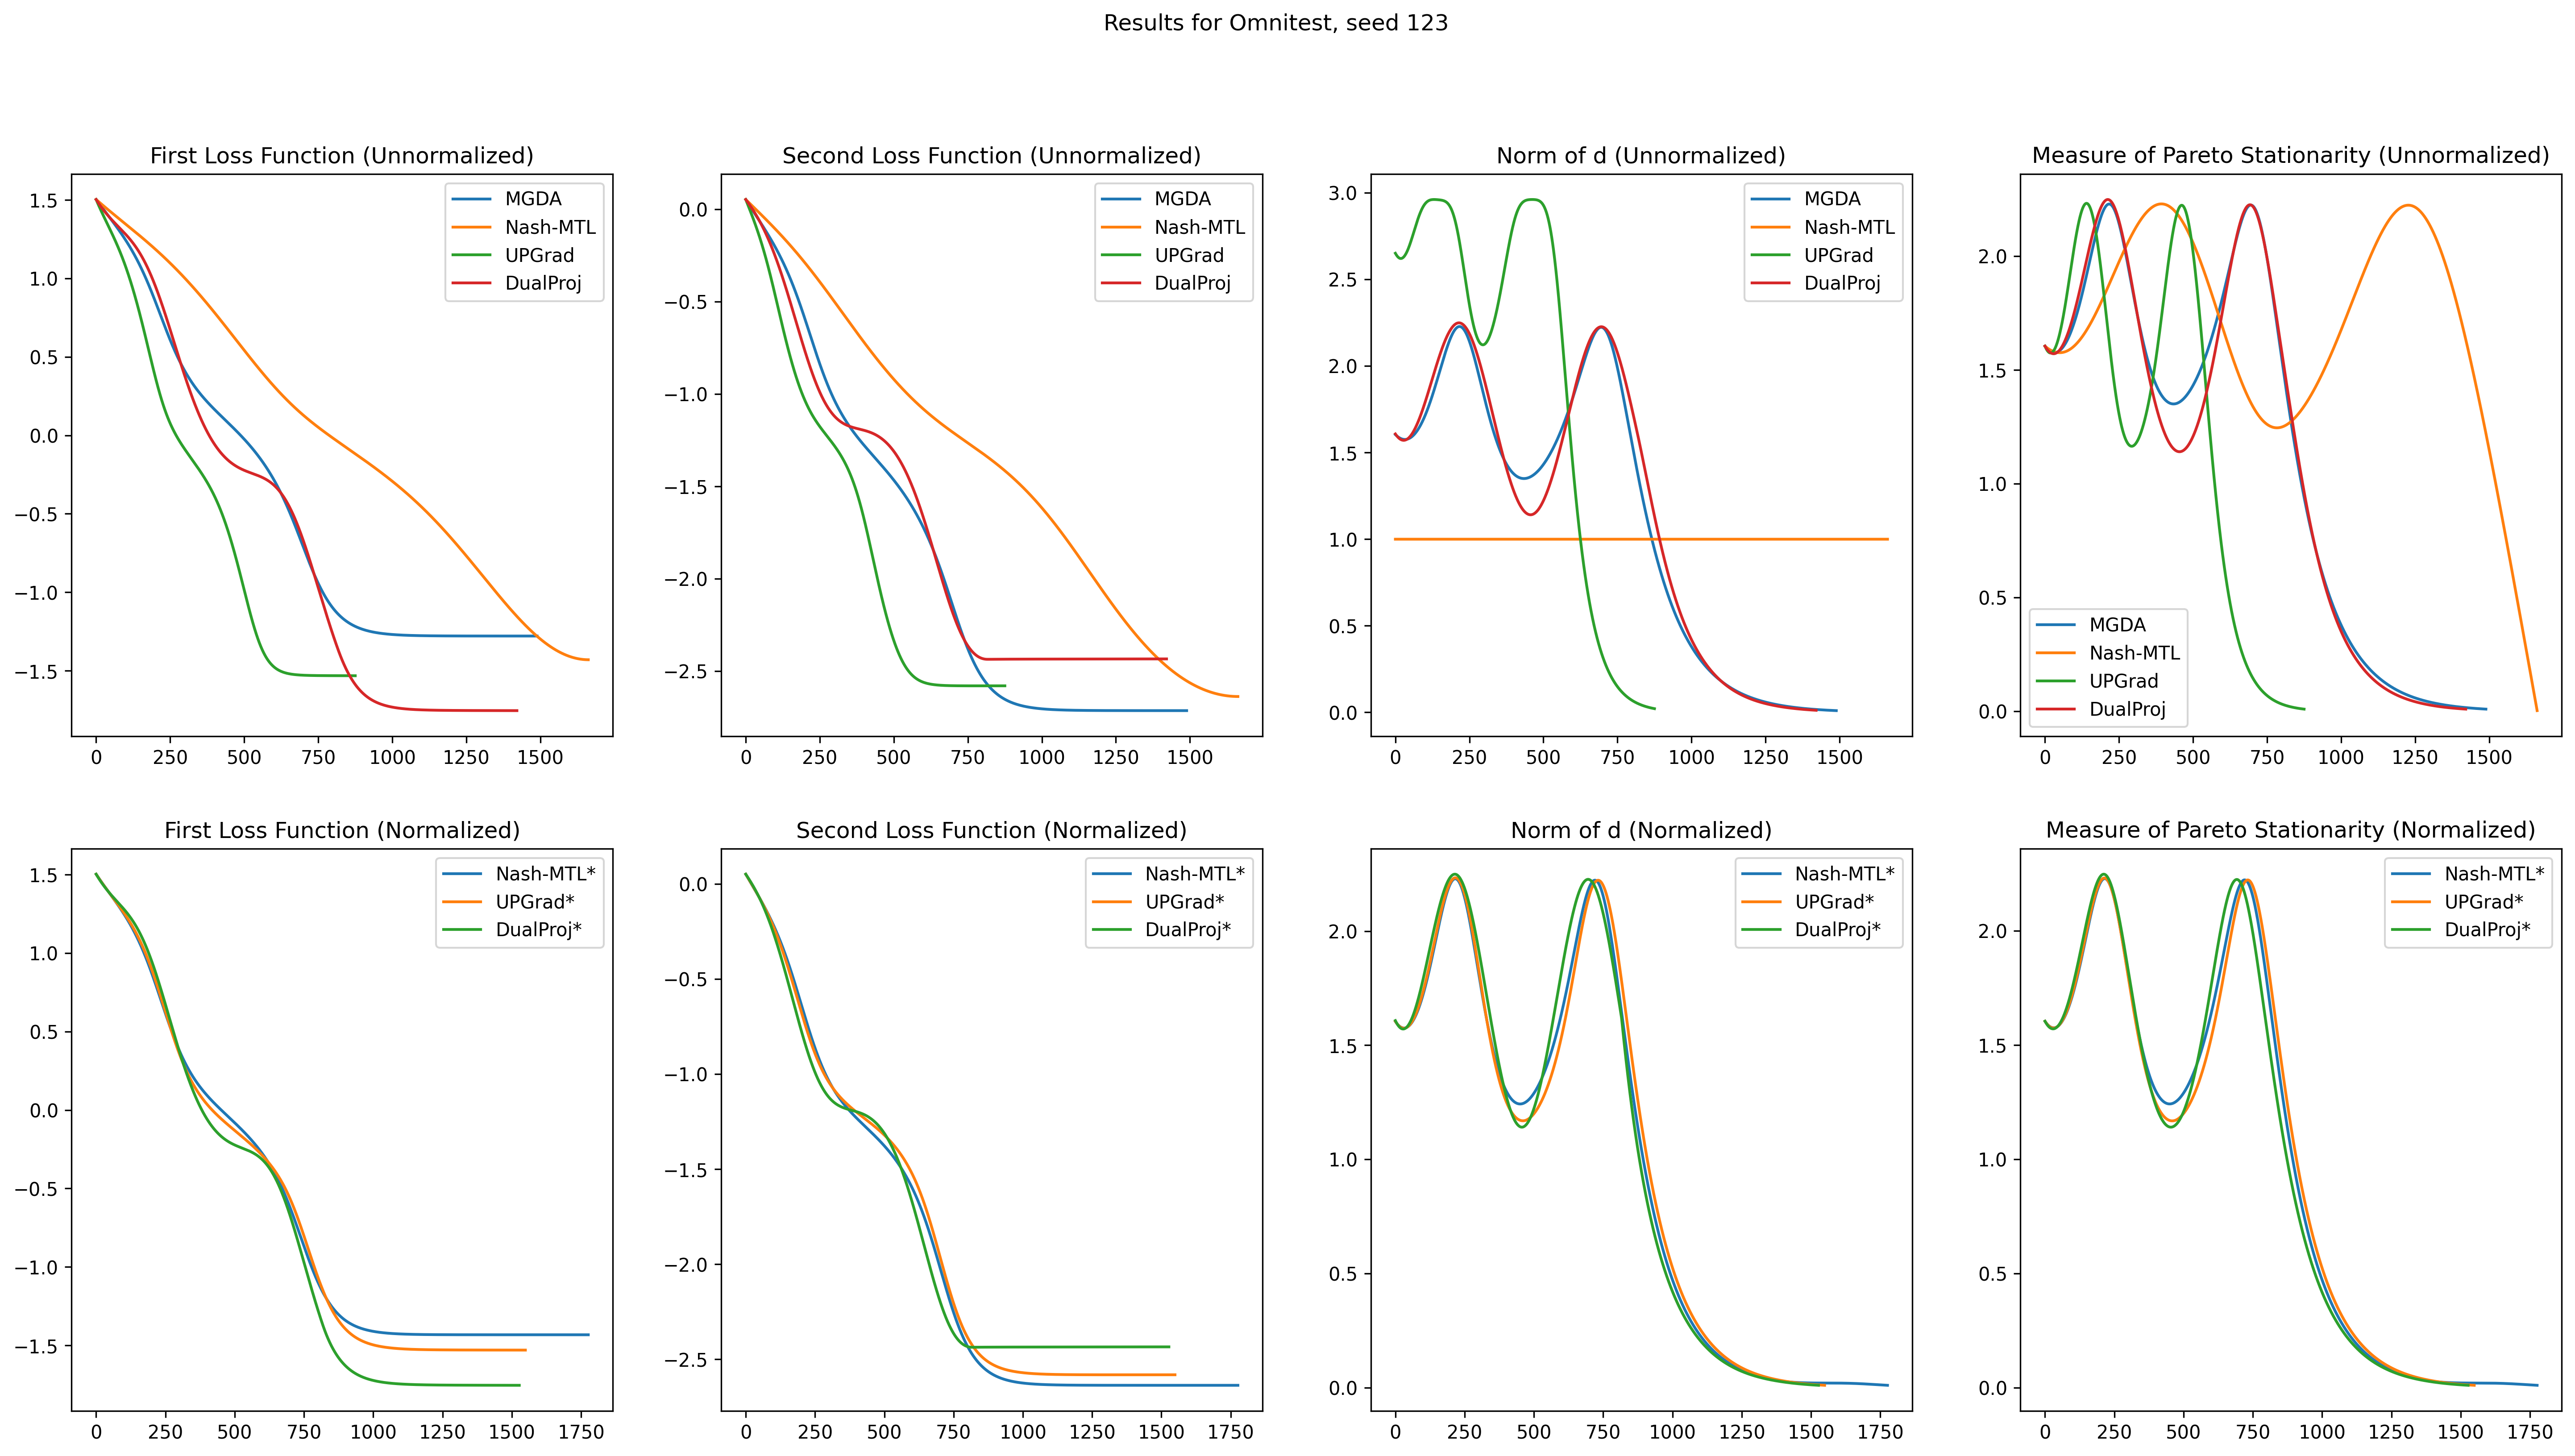 Results for Omnitest, seed 123
First Loss Function (Unnormalized)
1.5
1.0
0.5
0.0
−0.5
−1.0
−1.5
0 250 500 750 1000 1250 1500
MGDA
Nash-MTL
UPGrad
DualProj
Second Loss Function (Unnormalized)
0.0
−0.5
−1.0
−1.5
−2.0
−2.5
0 250 500 750 1000 1250 1500
MGDA
Nash-MTL
UPGrad
DualProj
Norm of d (Unnormalized)
3.0
2.5
2.0
1.5
1.0
0.5
0.0
0 250 500 750 1000 1250 1500
MGDA
Nash-MTL
UPGrad
DualProj
Measure of Pareto Stationarity (Unnormalized)
2.0
1.5
1.0
0.5
0.0
0 250 500 750 1000 1250 1500
MGDA
Nash-MTL
UPGrad
DualProj
First Loss Function (Normalized)
1.5
1.0
0.5
0.0
−0.5
−1.0
−1.5
0 250 500 750 1000 1250 1500 1750
Nash-MTL*
UPGrad*
DualProj*
Second Loss Function (Normalized)
0.0
−0.5
−1.0
−1.5
−2.0
−2.5
0 250 500 750 1000 1250 1500 1750
Nash-MTL*
UPGrad*
DualProj*
Norm of d (Normalized)
2.0
1.5
1.0
0.5
0.0
0 250 500 750 1000 1250 1500 1750
Nash-MTL*
UPGrad*
DualProj*
Measure of Pareto Stationarity (Normalized)
2.0
1.5
1.0
0.5
0.0
0 250 500 750 1000 1250 1500 1750
Nash-MTL*
UPGrad*
DualProj*